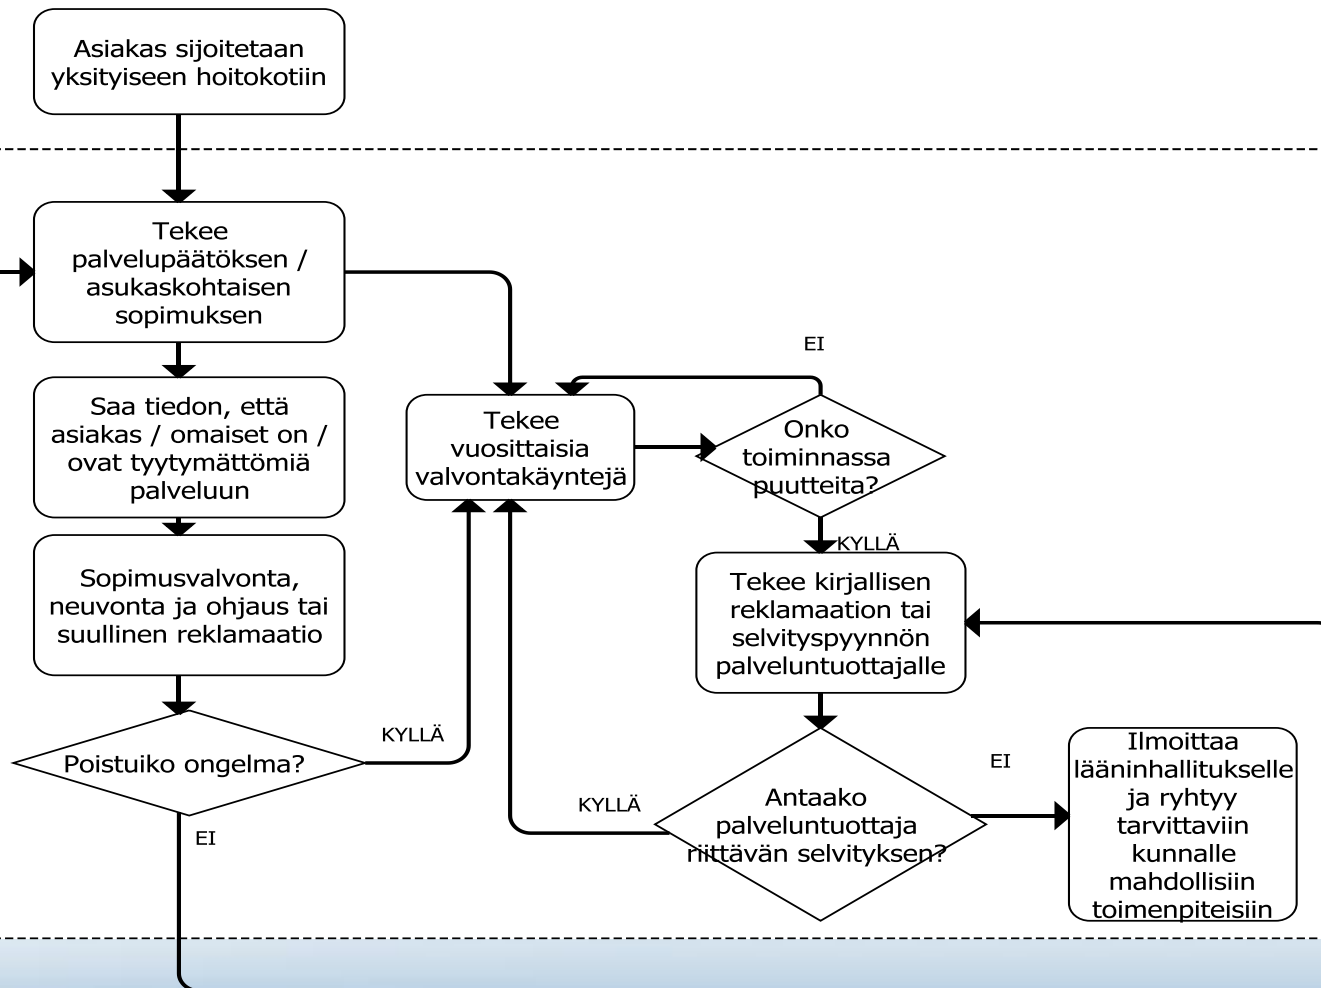 Asiakas sijoitetaan
yksityiseen hoitokotiin
Tekee
palvelupäätöksen /
asukaskohtaisen
sopimuksen
Saa tiedon, että
asiakas / omaiset on /
ovat tyytymättömiä
palveluun
Sopimusvalvonta,
neuvonta ja ohjaus tai
suullinen reklamaatio
Poistuiko ongelma?
KYLLÄ
EI
Tekee
vuosittaisia
valvontakäyntejä
EI
Onko
toiminnassa
puutteita?
KYLLÄ
Tekee kirjallisen
reklamaation tai
selvityspyynnön
palveluntuottajalle
Antaako
palveluntuottaja
riittävän selvityksen?
KYLLÄ
EI
Ilmoittaa
lääninhallitukselle
ja ryhtyy
tarvittaviin
kunnalle
mahdollisiin
toimenpiteisiin